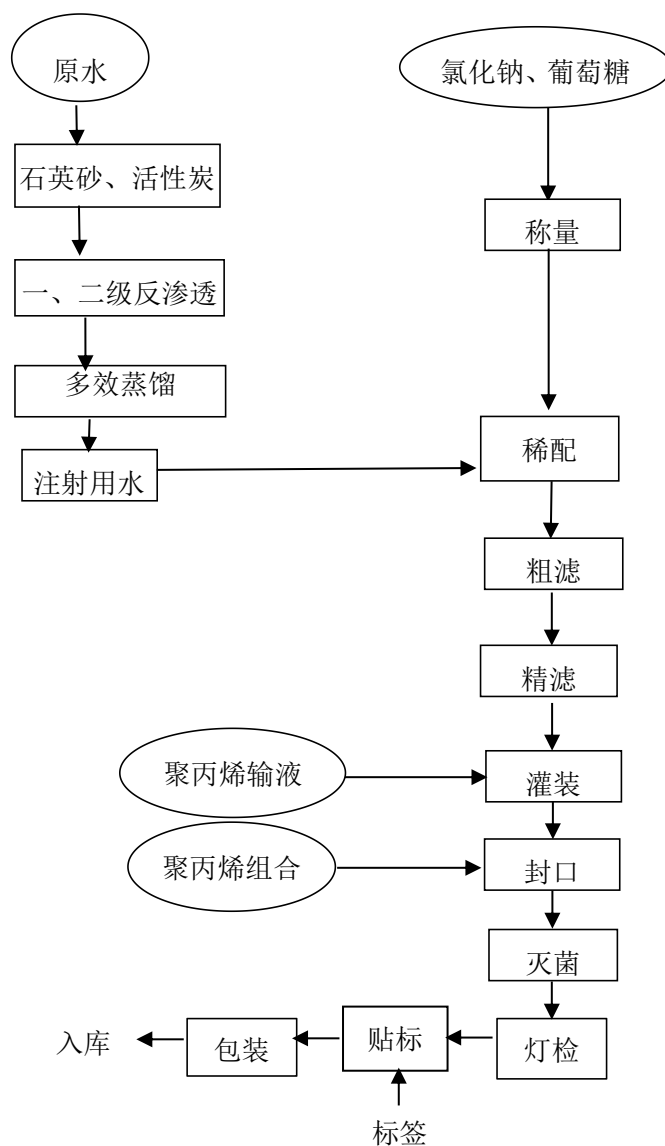 原水
氯化钠、葡萄糖
石英砂、活性炭
称量
一、二级反渗透
多效蒸馏
稀配
注射用水
粗滤
精滤
聚丙烯输液
灌装
聚丙烯组合
封口
灭菌
入库
包装
贴标
灯检
标签